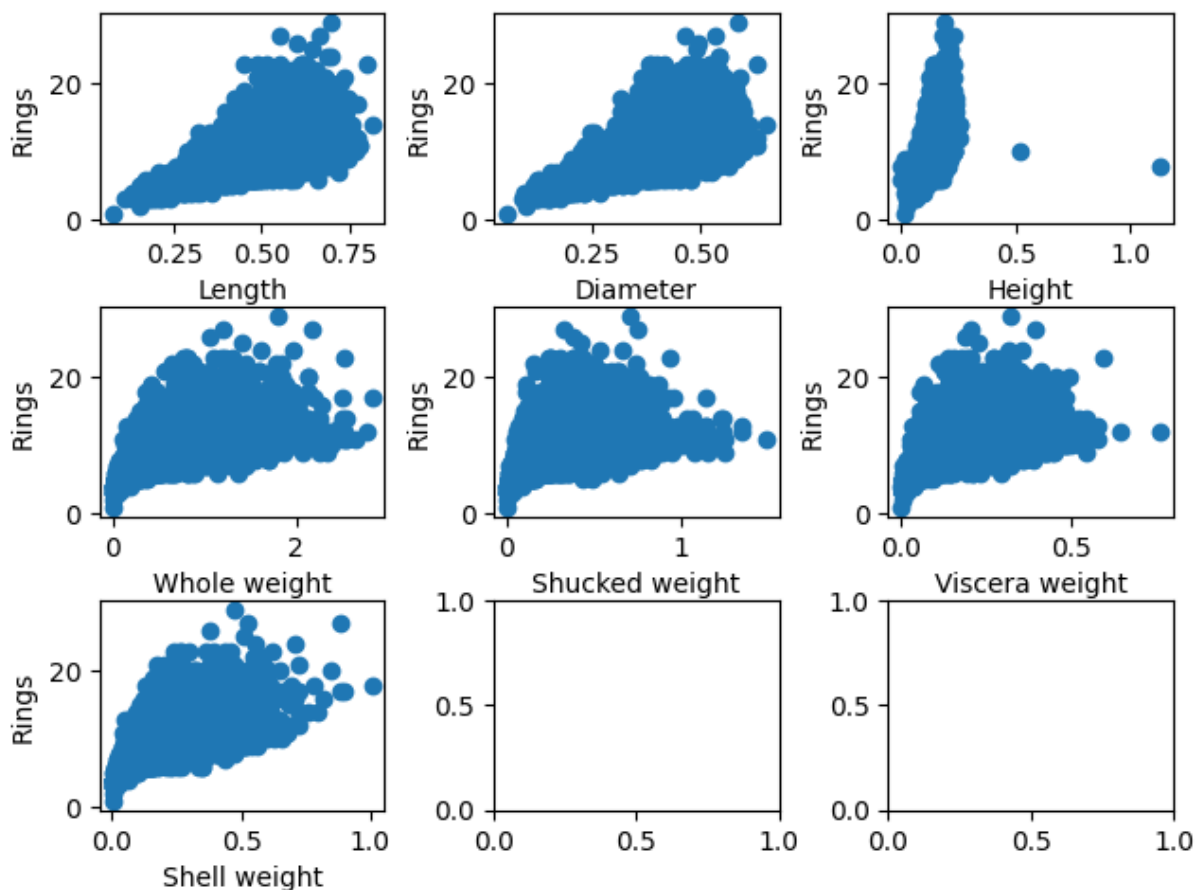 Rings
20
0
0.25 0.50 0.75
Length
Rings
20
0
0.25 0.50
Diameter
Rings
20
0
0.0 0.5 1.0
Height
Rings
20
0
0 2
Whole weight
Rings
20
0
0 1
Shucked weight
Rings
20
0
0.0 0.5
Viscera weight
Rings
20
0
0.0 0.5 1.0
Shell weight
1.0
0.5
0.0
0.0 0.5 1.0
1.0
0.5
0.0
0.0 0.5 1.0